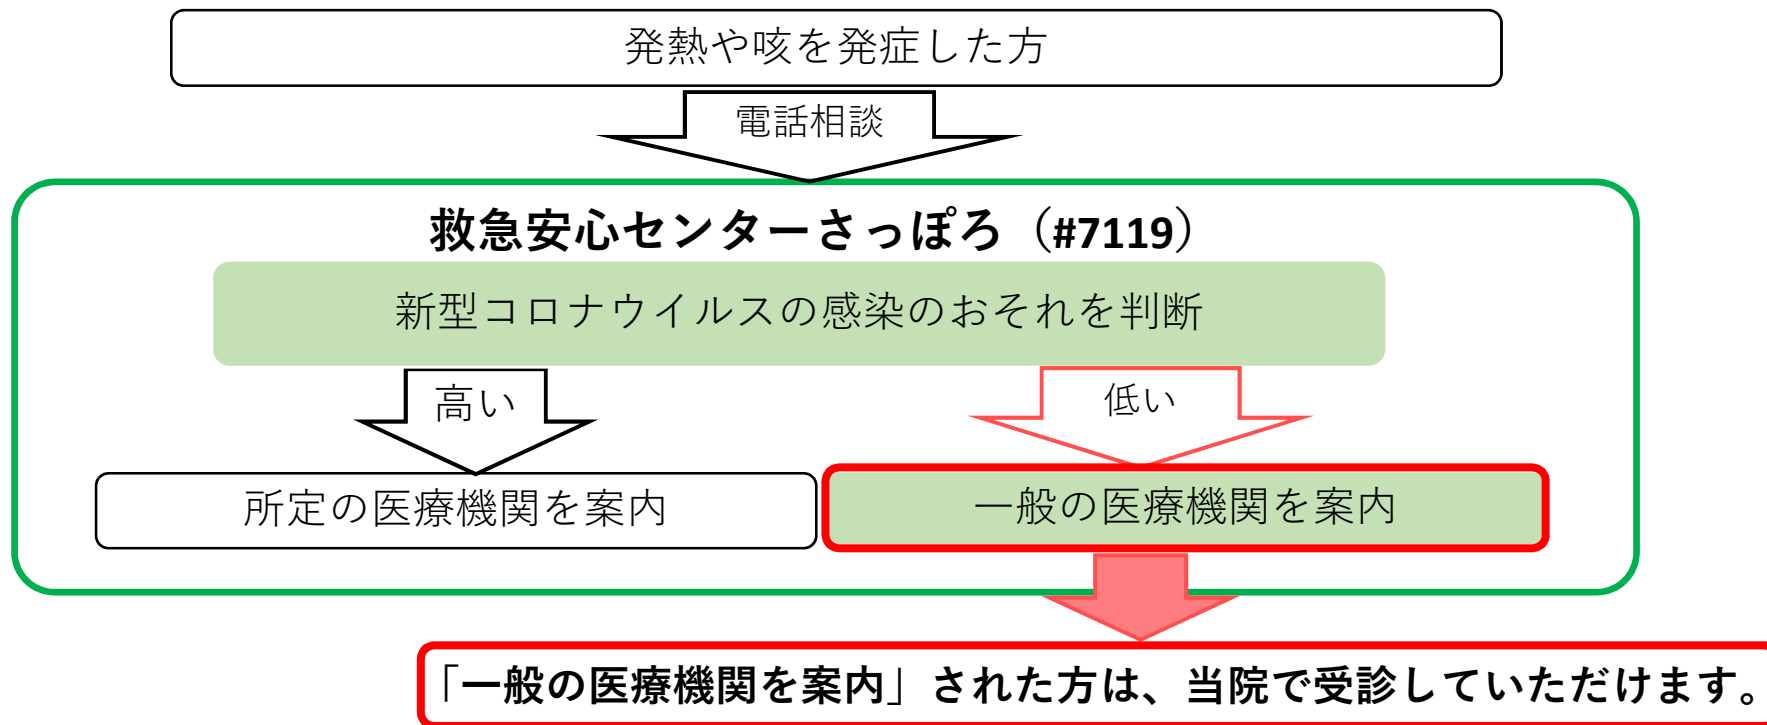 発熱や咳を発症した方
電話相談
救急安心センターさっぽろ（#7119）
新型コロナウイルスの感染のおそれを判断
高い
低い
所定の医療機関を案内
一般の医療機関を案内
「一般の医療機関を案内」された方は、当院で受診していただけます。